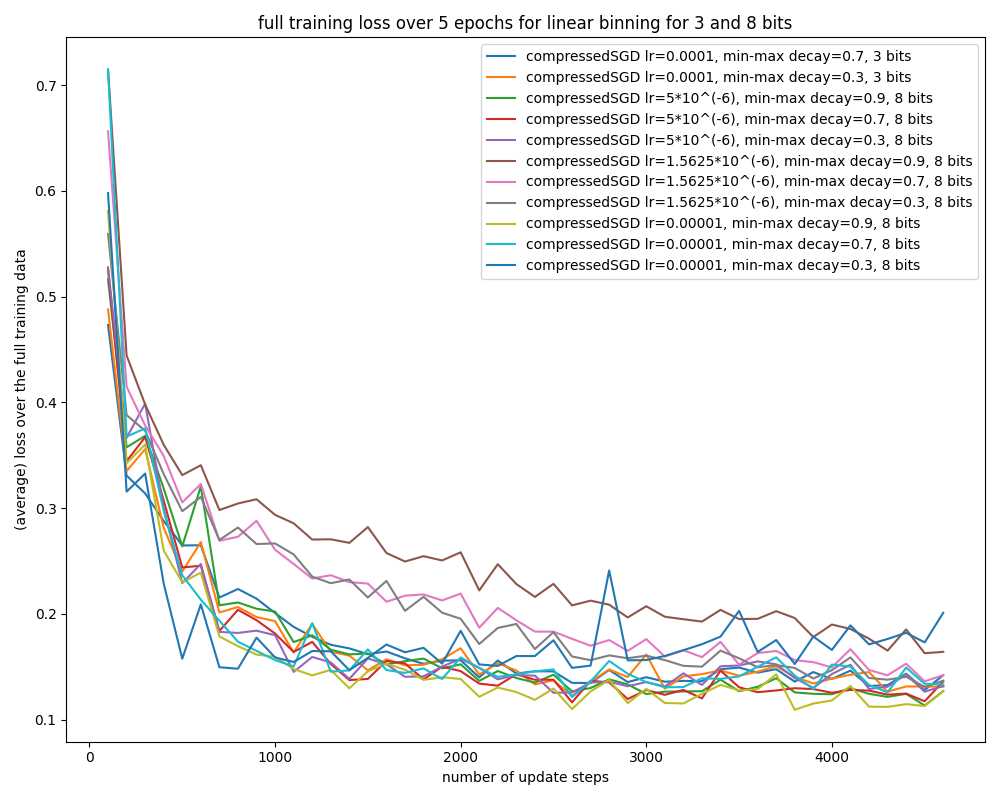 full training loss over 5 epochs for linear binning for 3 and 8 bits
compressedSGD lr=0.0001, min-max decay=0.7, 3 bits
compressedSGD lr=0.0001, min-max decay=0.3, 3 bits
compressedSGD lr=5*10^(-6), min-max decay=0.9, 8 bits
compressedSGD lr=5*10^(-6), min-max decay=0.7, 8 bits
compressedSGD lr=5*10^(-6), min-max decay=0.3, 8 bits
compressedSGD lr=1.5625*10^(-6), min-max decay=0.9, 8 bits
compressedSGD lr=1.5625*10^(-6), min-max decay=0.7, 8 bits
compressedSGD lr=1.5625*10^(-6), min-max decay=0.3, 8 bits
compressedSGD lr=0.00001, min-max decay=0.9, 8 bits
compressedSGD lr=0.00001, min-max decay=0.7, 8 bits
compressedSGD lr=0.00001, min-max decay=0.3, 8 bits
(average) loss over the full training data
0.7
0.6
0.5
0.4
0.3
0.2
0.1
0 1000 2000 3000 4000
number of update steps